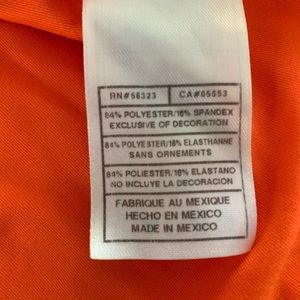 RN#56323 CA#05553
84% POLYESTER/16% SPANDEX
EXCLUSIVE OF DECORATION
84% POLYESTER/16% ELASTHANNE
SANS ORNEMENTS
84% POLIESTER/16% ELASTANO
NO INCLUYE LA DECORACION
FABRIQUE AU MEXIQUE
HECHO EN MEXICO
MADE IN MEXICO